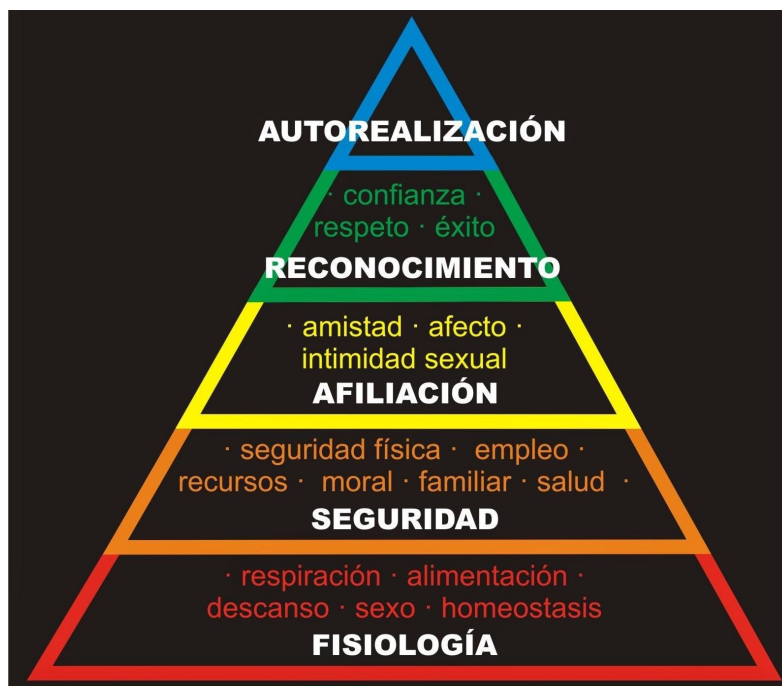 AUTOREALIZACIÓN
· confianza ·
respeto · éxito
RECONOCIMIENTO
· amistad · afecto ·
intimidad sexual
AFILIACIÓN
· seguridad física · empleo ·
recursos · moral · familiar · salud ·
SEGURIDAD
· respiración · alimentación ·
descanso · sexo · homeostasis
FISIOLOGÍA